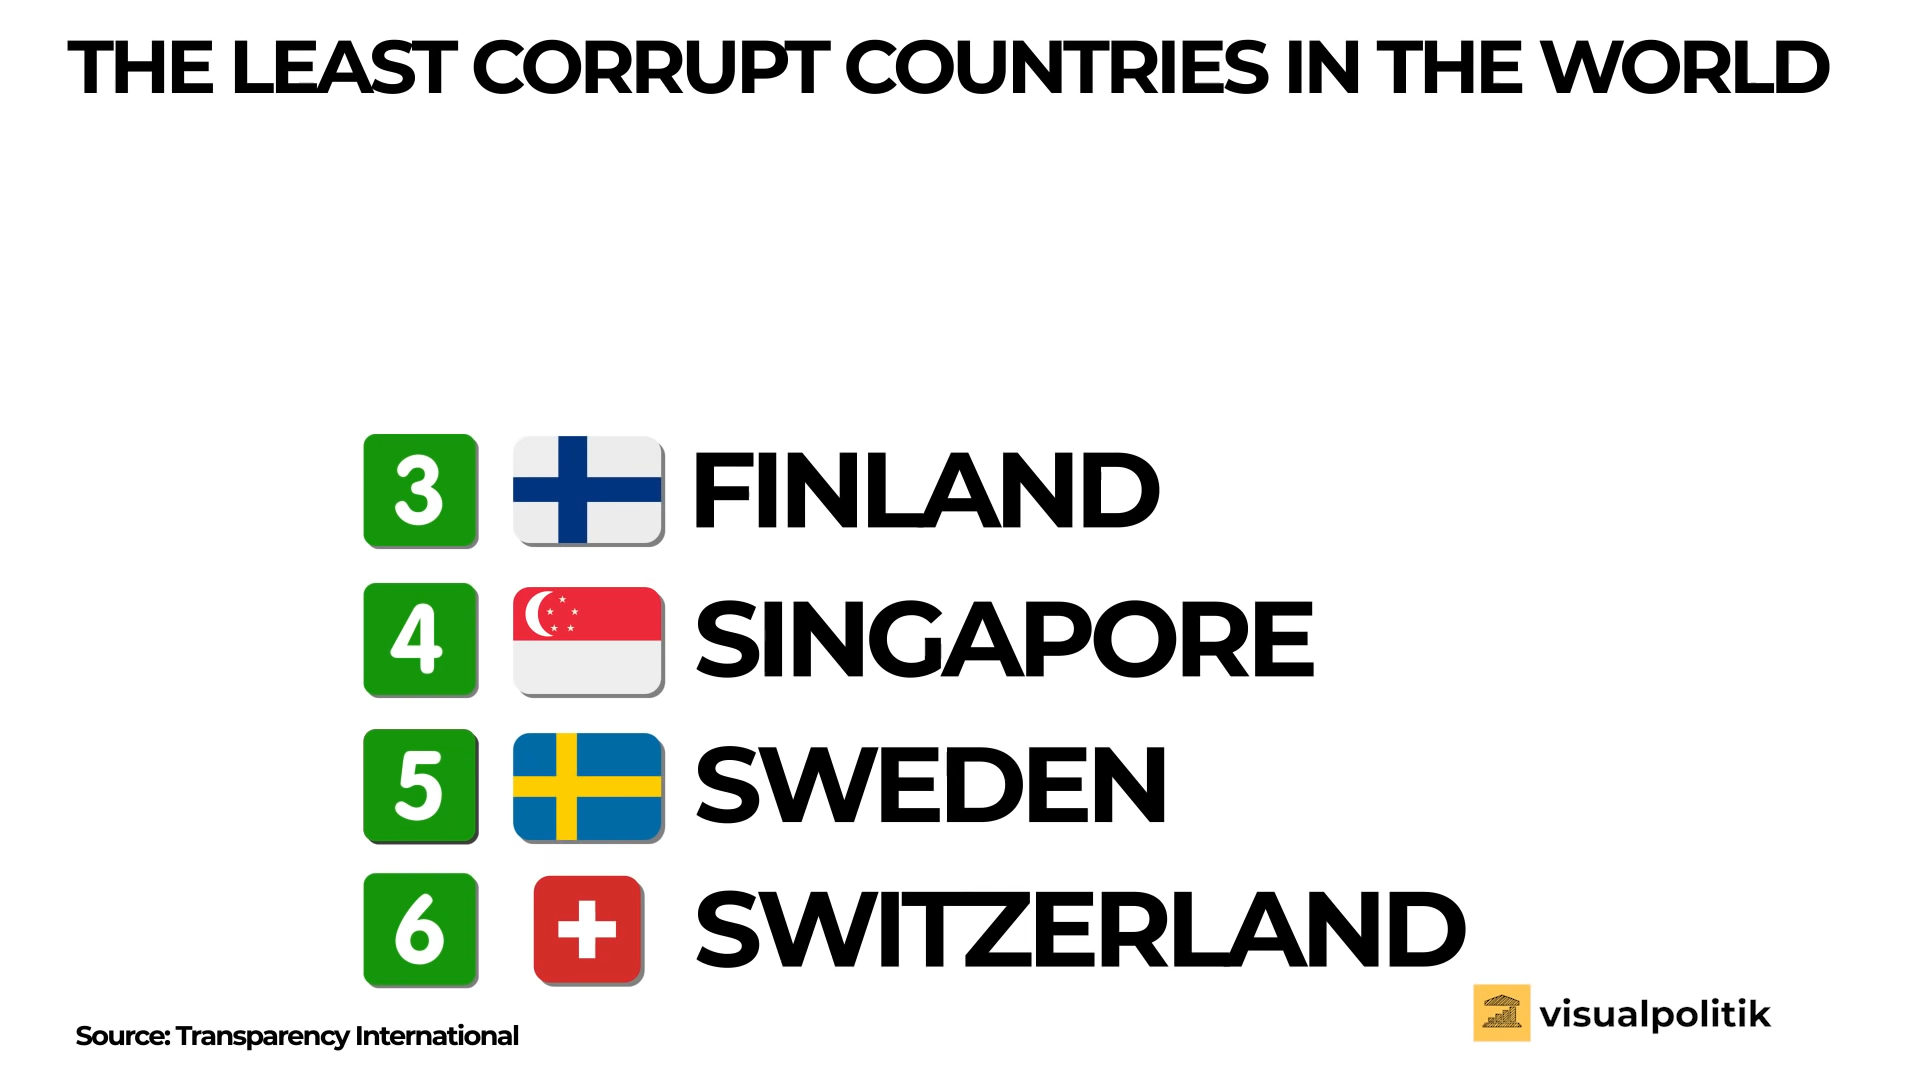 THE LEAST CORRUPT COUNTRIES IN THE WORLD
3 FINLAND
4 SINGAPORE
5 SWEDEN
6 SWITZERLAND
Source: Transparency International
visualpolitik